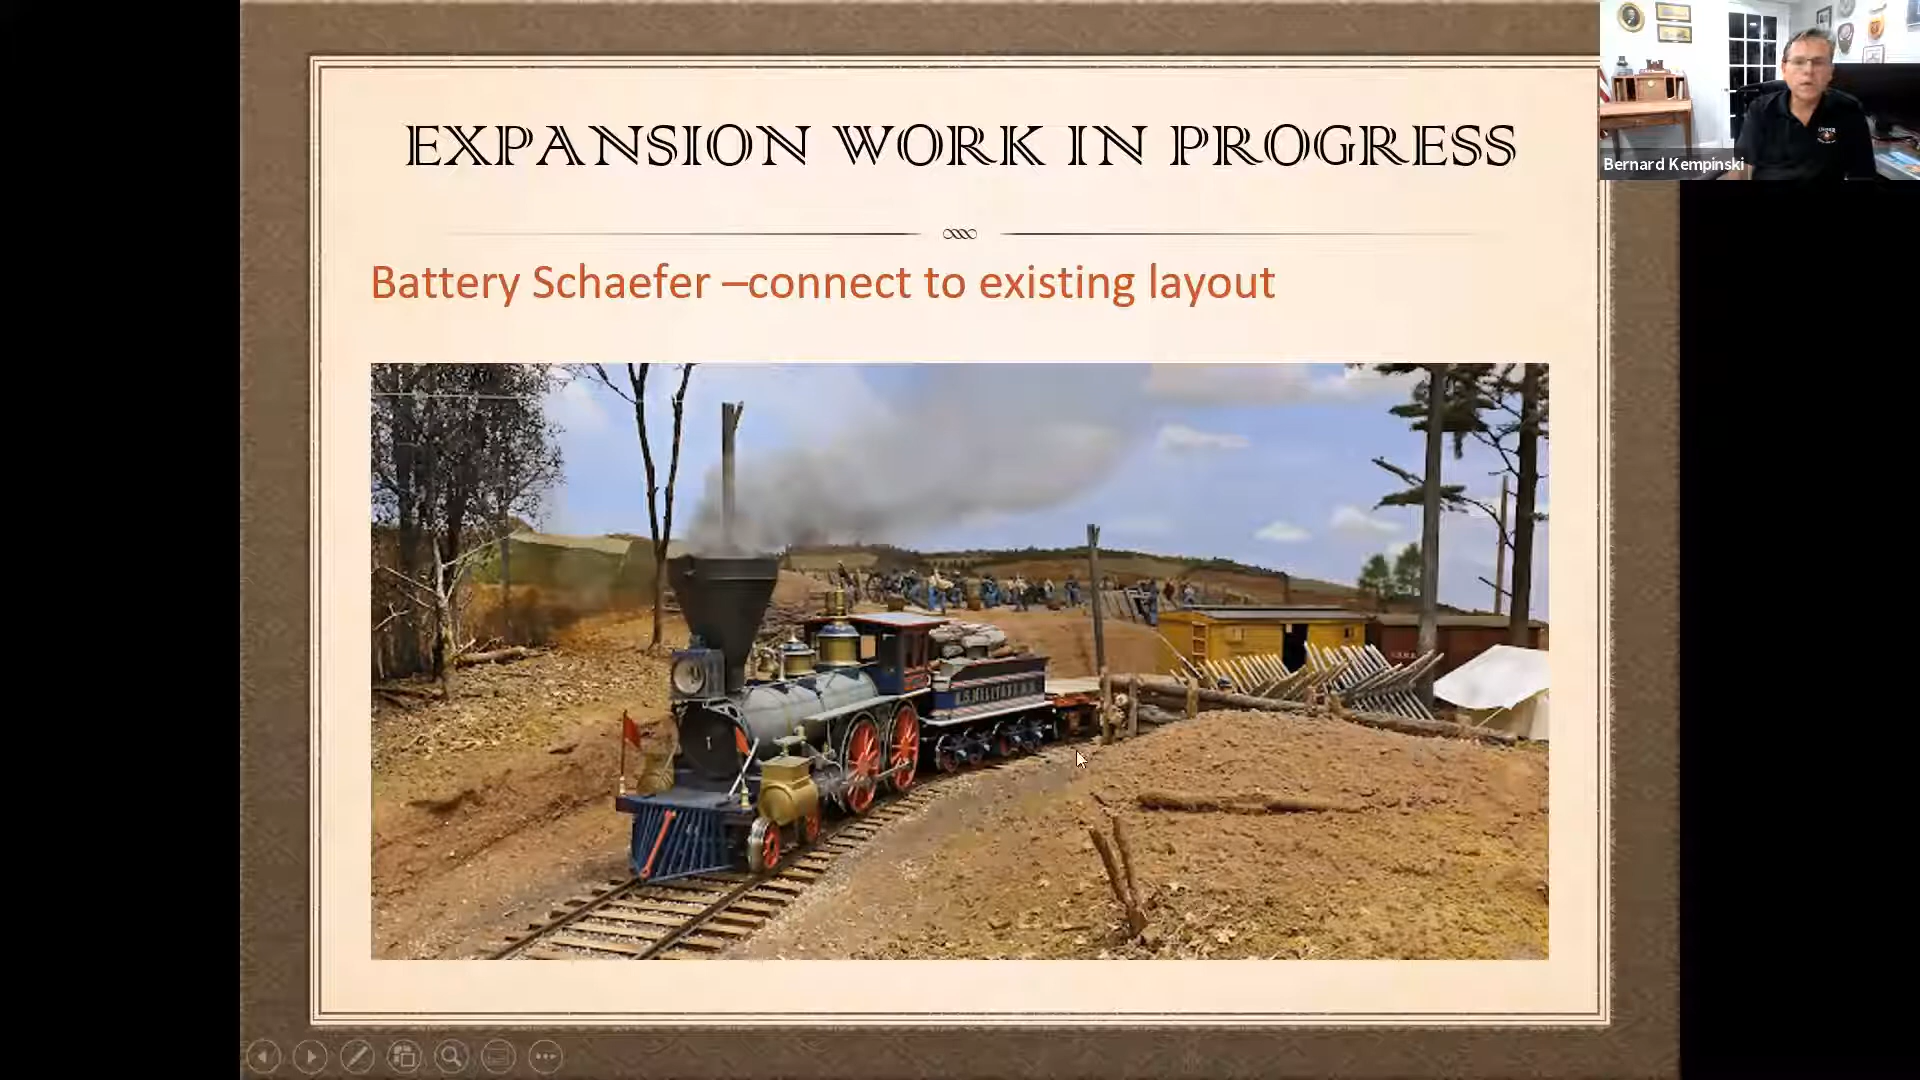 EXPANSION WORK IN PROGRESS
Battery Schaefer –connect to existing layout
Bernard Kempinski